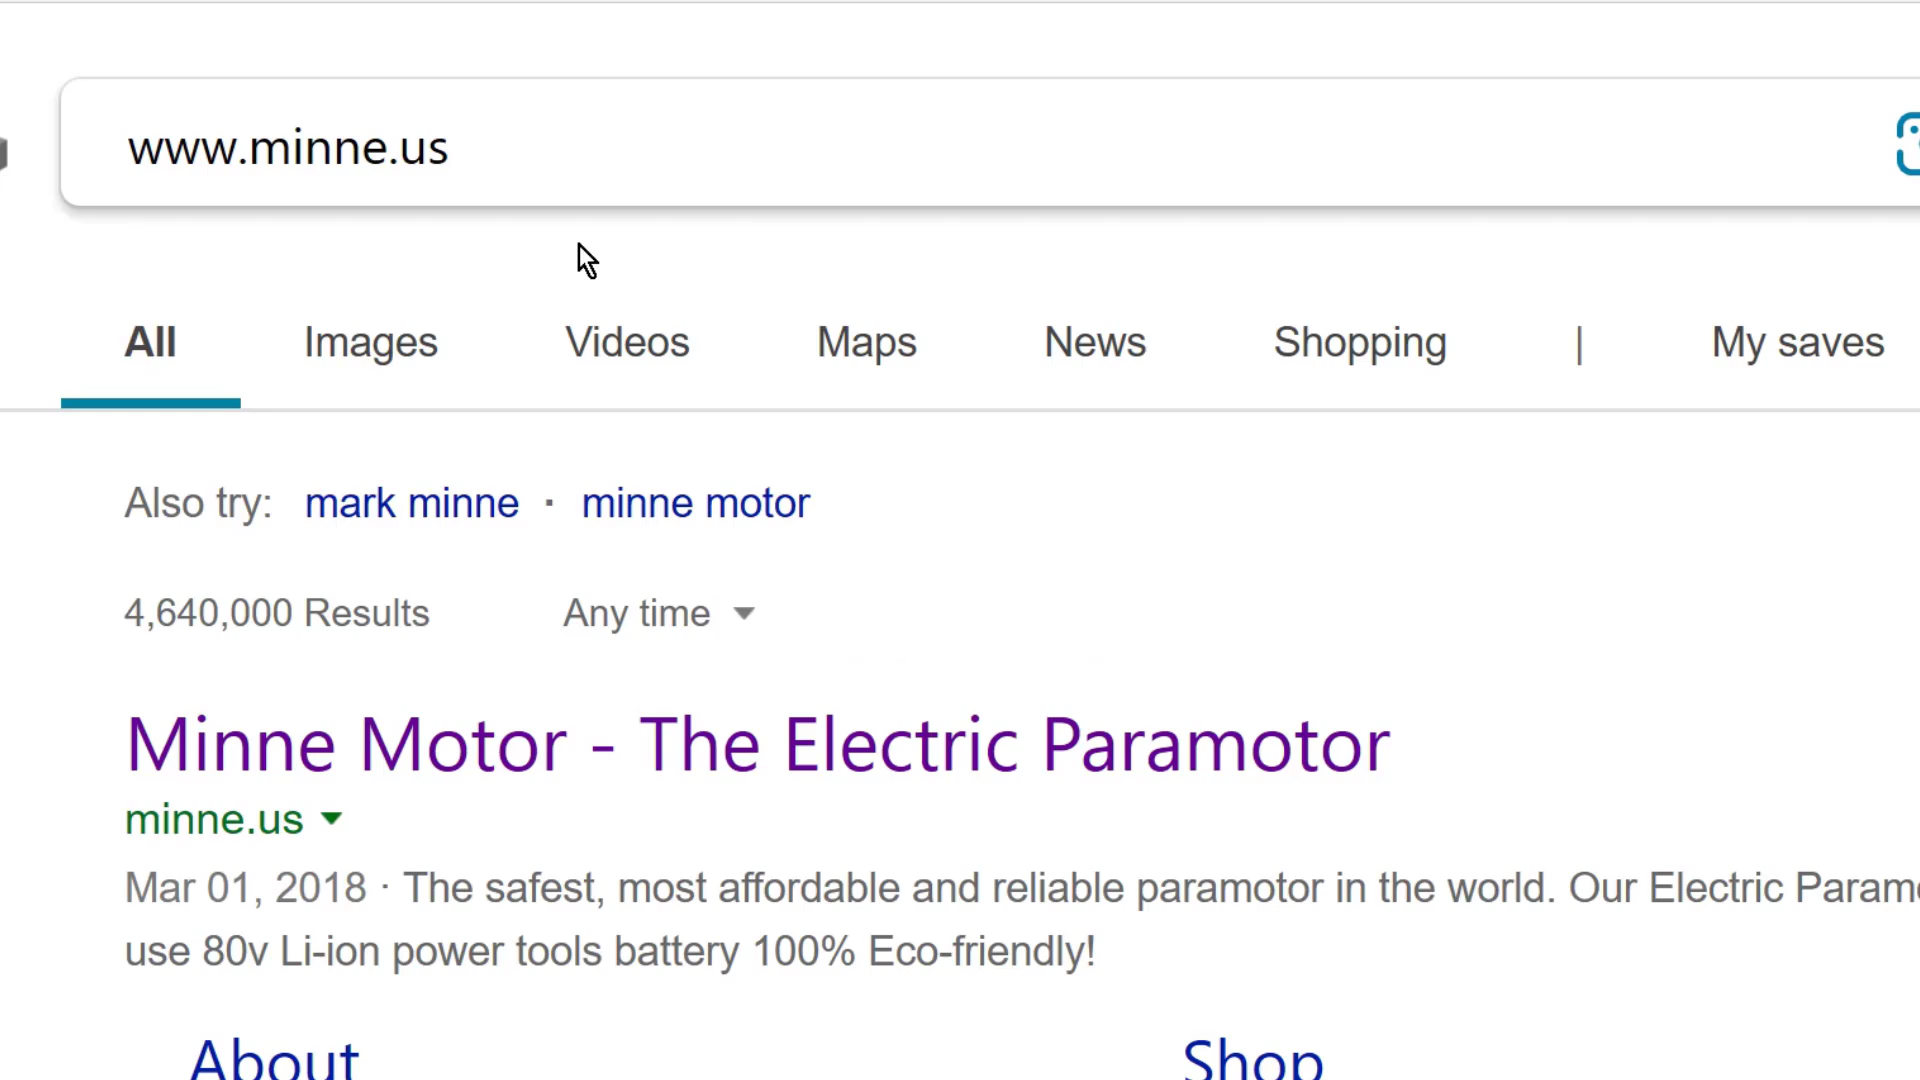 www.minne.us
All Images Videos Maps News Shopping | My saves
Also try: mark minne · minne motor
4,640,000 Results Any time
Minne Motor - The Electric Paramotor
minne.us
Mar 01, 2018 · The safest, most affordable and reliable paramotor in the world. Our Electric
use 80v Li-ion power tools battery 100% Eco-friendly!
About Shop